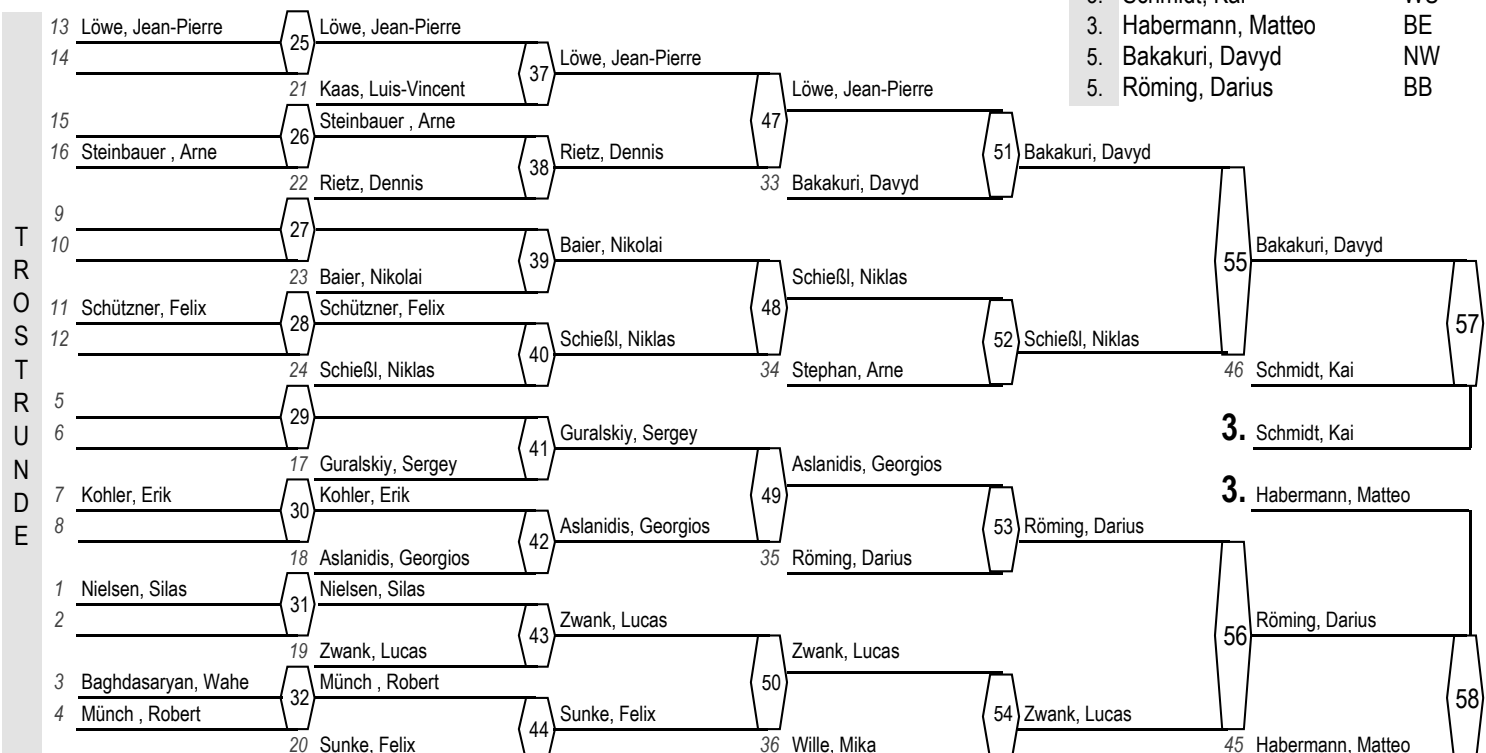 3. Schmidt, Kai
3. Habermann, Matteo BE
5. Bakakuri, Davyd NW
5. Röming, Darius BB
TROSTRUNDE
13 Löwe, Jean-Pierre 25 Löwe, Jean-Pierre
14 37 Löwe, Jean-Pierre
21 Kaas, Luis-Vincent 47 Löwe, Jean-Pierre
15 26 Steinbauer , Arne
16 Steinbauer , Arne 38 Rietz, Dennis 51 Bakakuri, Davyd
22 Rietz, Dennis 33 Bakakuri, Davyd
9 27
10 39 Baier, Nikolai 55 Bakakuri, Davyd
23 Baier, Nikolai 48 Schießl, Niklas
11 Schützner, Felix 28 Schützner, Felix 57
12 40 Schießl, Niklas 52 Schießl, Niklas
24 Schießl, Niklas 34 Stephan, Arne 46 Schmidt, Kai
5 29
6 41 Guralskiy, Sergey 3. Schmidt, Kai
17 Guralskiy, Sergey 49 Aslanidis, Georgios
7 Kohler, Erik 30 Kohler, Erik 3. Habermann, Matteo
8 42 Aslanidis, Georgios 53 Röming, Darius
18 Aslanidis, Georgios 35 Röming, Darius
1 Nielsen, Silas 31 Nielsen, Silas
2 43 Zwank, Lucas 56 Röming, Darius
19 Zwank, Lucas 50 Zwank, Lucas
3 Baghdasaryan, Wahe 32 Münch , Robert 58
4 Münch , Robert 44 Sunke, Felix 54 Zwank, Lucas
20 Sunke, Felix 36 Wille, Mika 45 Habermann, Matteo